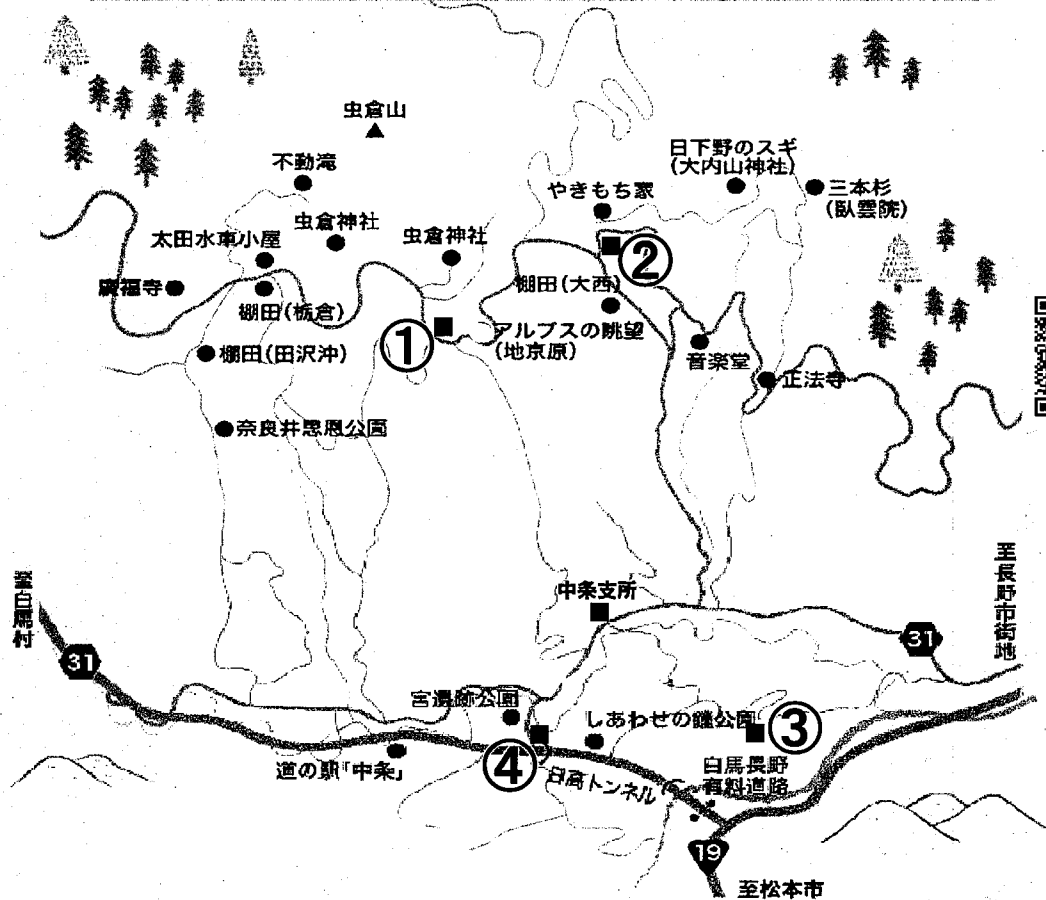 虫倉山
不動滝
日下野のスギ
(大内山神社)
やきもち家
三本杉
(臥雲院)
虫倉神社
太田水車小屋
虫倉神社
②
廣福寺
棚田(栃倉)
棚田(大西)
①
アルプスの眺望
(地京原)
棚田(田沢沖)
音楽堂
正法寺
奈良井思恩公園
至長野市街地
至白馬村
中条支所
31
31
宮遺跡公園
しあわせの鐘公園
③
④
道の駅「中条」
日高トンネル
白馬長野
有料道路
19
至松本市